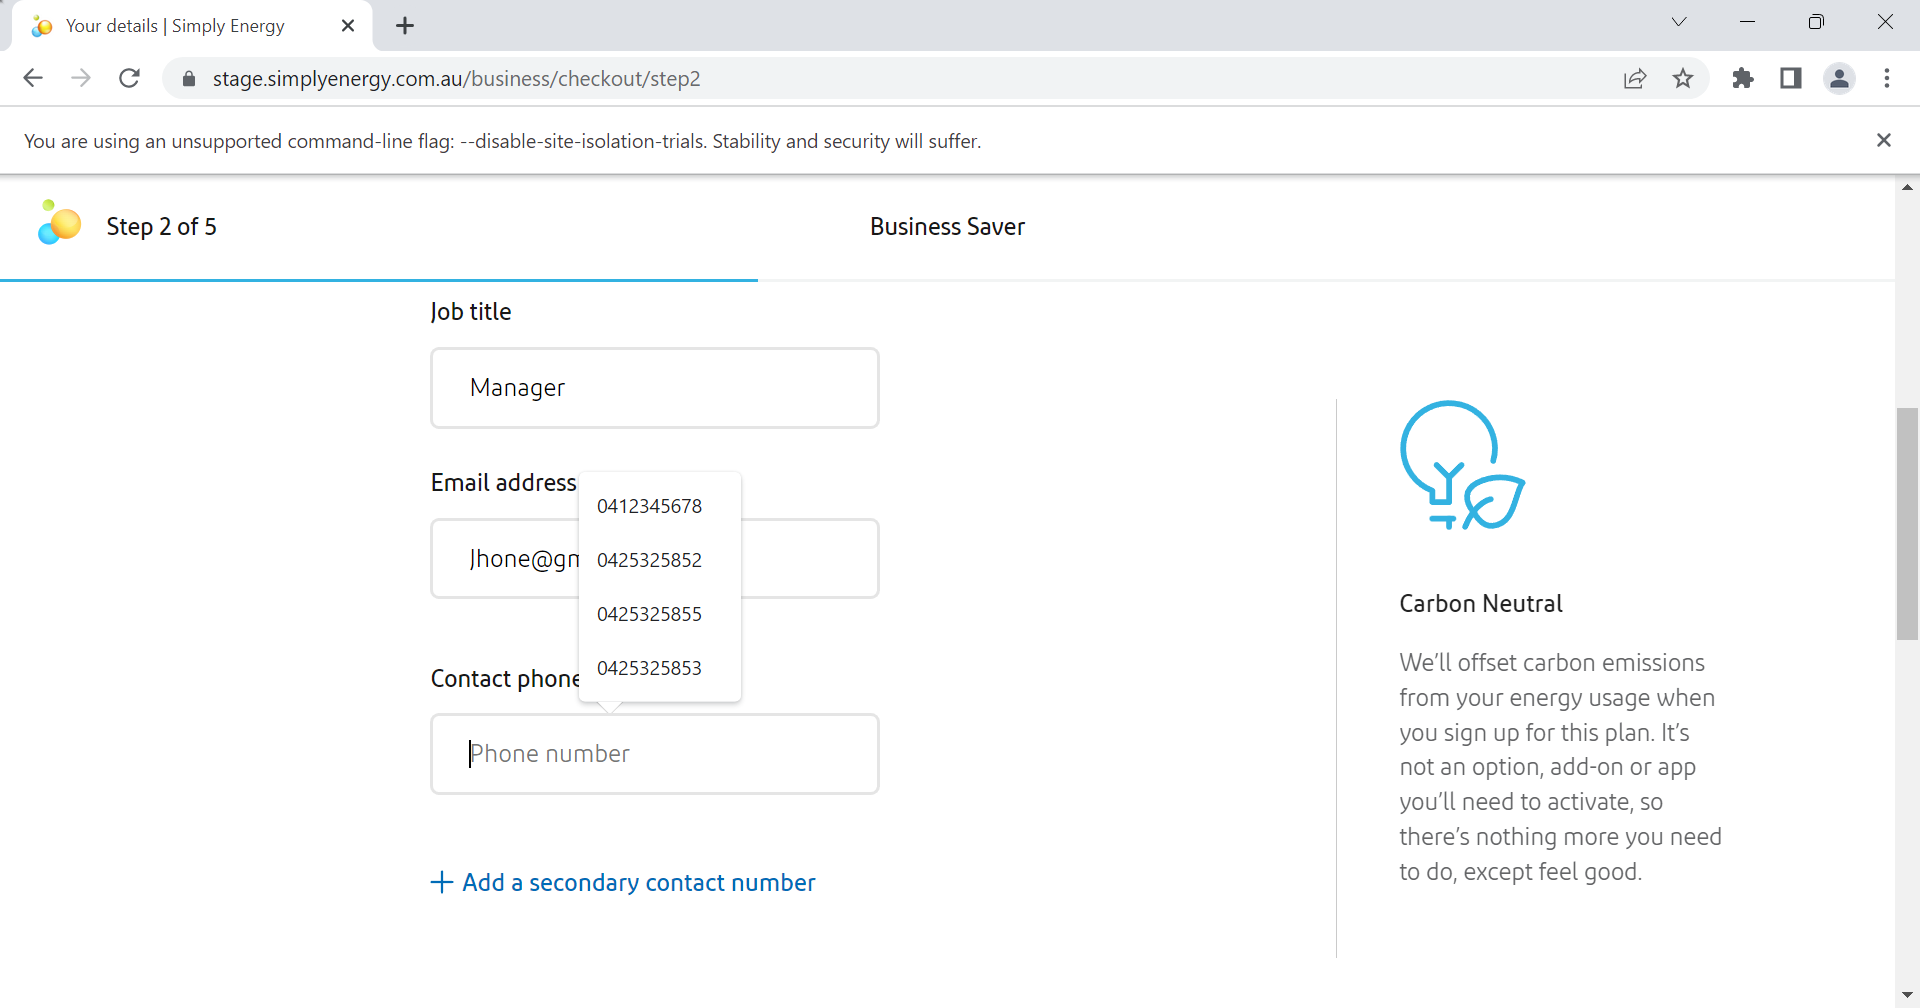 Your details | Simply Energy
stage.simplyenergy.com.au/business/checkout/step2
You are using an unsupported command-line flag: --disable-site-isolation-trials. Stability and security will suffer.
Step 2 of 5
Business Saver
Job title
Manager
Email address
Jhone@gm
0412345678
0425325852
0425325855
0425325853
Contact phone
Phone number
Add a secondary contact number
Carbon Neutral
We'll offset carbon emissions
from your energy usage when
you sign up for this plan. It's
not an option, add-on or app
you'll need to activate, so
there's nothing more you need
to do, except feel good.